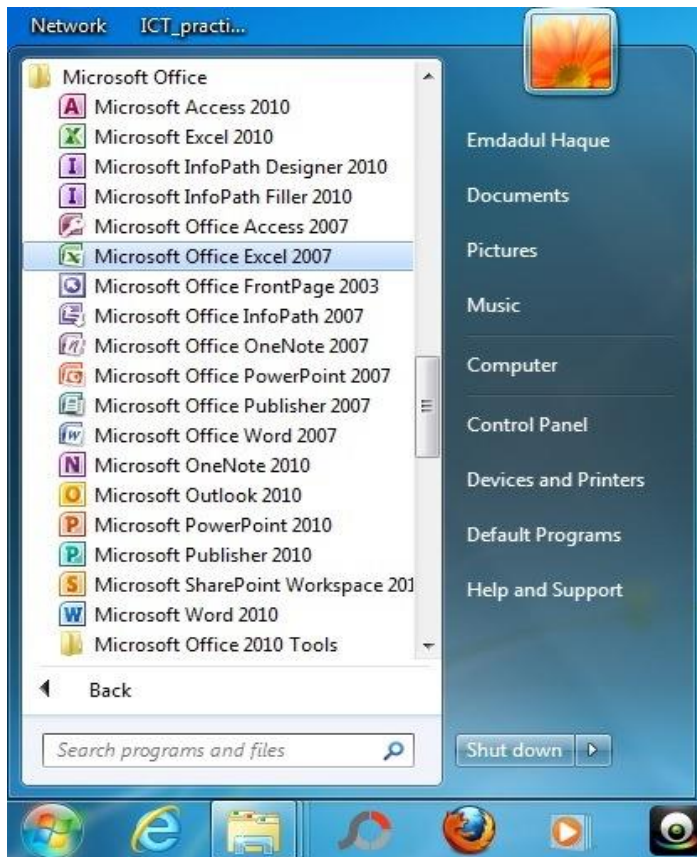 Network ICT_practi...
Microsoft Office
Microsoft Access 2010
Microsoft Excel 2010
Microsoft InfoPath Designer 2010
Microsoft InfoPath Filler 2010
Microsoft Office Access 2007
Microsoft Office Excel 2007
Microsoft Office FrontPage 2003
Microsoft Office InfoPath 2007
Microsoft Office OneNote 2007
Microsoft Office PowerPoint 2007
Microsoft Office Publisher 2007
Microsoft Office Word 2007
Microsoft OneNote 2010
Microsoft Outlook 2010
Microsoft PowerPoint 2010
Microsoft Publisher 2010
Microsoft SharePoint Workspace 201
Microsoft Word 2010
Microsoft Office 2010 Tools
Back
Search programs and files
Emdadul Haque
Documents
Pictures
Music
Computer
Control Panel
Devices and Printers
Default Programs
Help and Support
Shut down